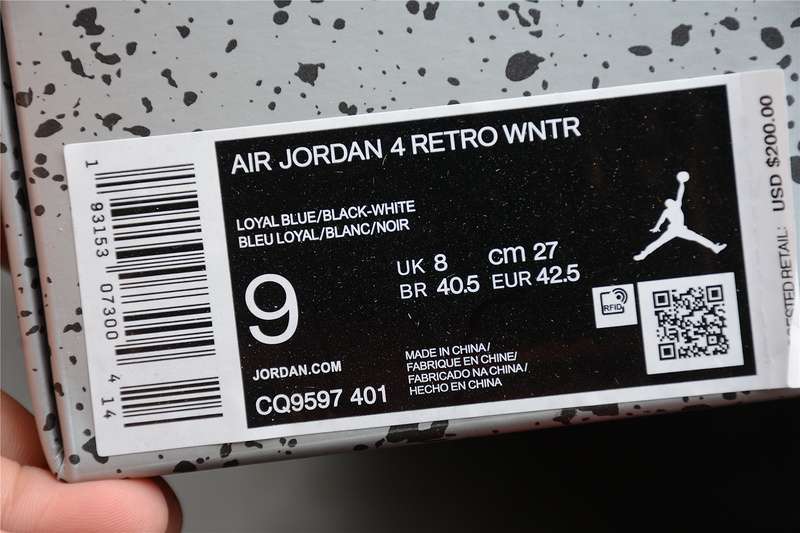 AIR JORDAN 4 RETRO WNTR
LOYAL BLUE/BLACK-WHITE
BLEU LOYAL/BLANC/NOIR
9
UK 8 cm 27
BR 40.5 EUR 42.5
RFID
JORDAN.COM
CQ9597 401
MADE IN CHINA /
FABRIQUE EN CHINE/
FABRICADO NA CHINA /
HECHO EN CHINA
1 93153 07300 4 14
RETAIL: USD $200.00